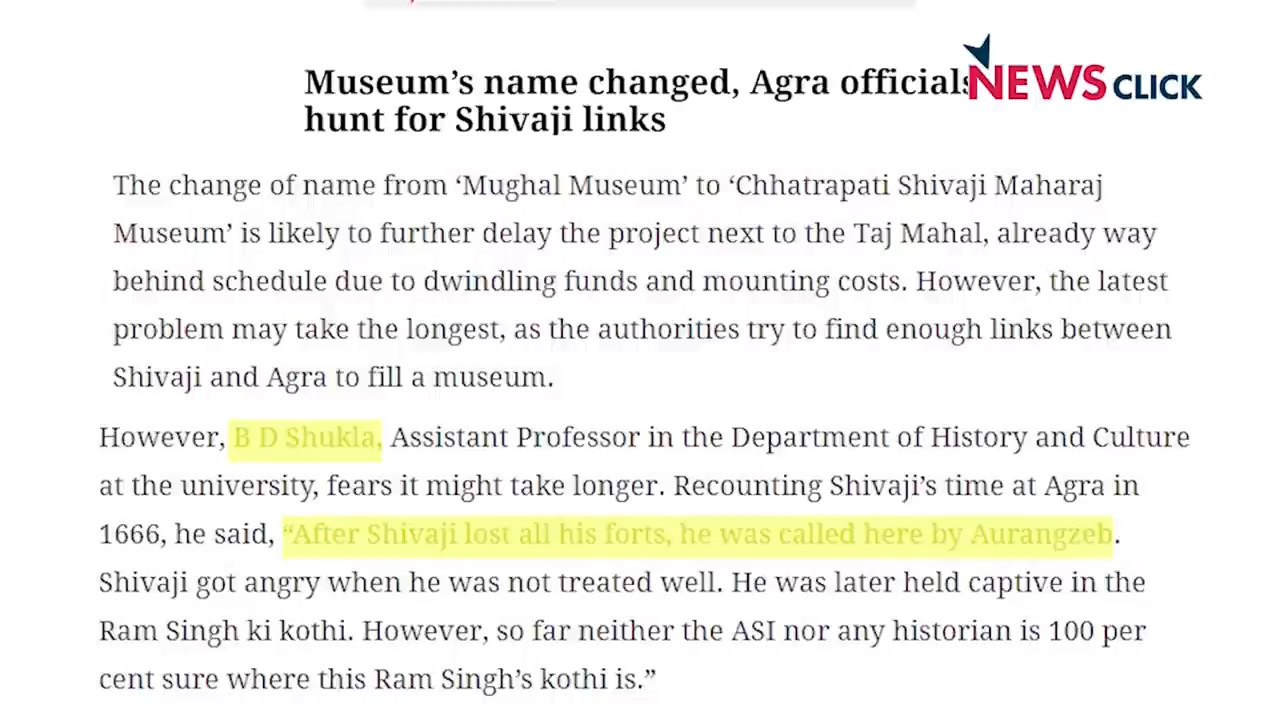 Museum’s name changed, Agra officials
hunt for Shivaji links
NEWS CLICK
The change of name from ‘Mughal Museum’ to ‘Chhatrapati Shivaji Maharaj
Museum’ is likely to further delay the project next to the Taj Mahal, already way
behind schedule due to dwindling funds and mounting costs. However, the latest
problem may take the longest, as the authorities try to find enough links between
Shivaji and Agra to fill a museum.
However, B D Shukla, Assistant Professor in the Department of History and Culture
at the university, fears it might take longer. Recounting Shivaji’s time at Agra in
1666, he said, “After Shivaji lost all his forts, he was called here by Aurangzeb.
Shivaji got angry when he was not treated well. He was later held captive in the
Ram Singh ki kothi. However, so far neither the ASI nor any historian is 100 per
cent sure where this Ram Singh’s kothi is.”